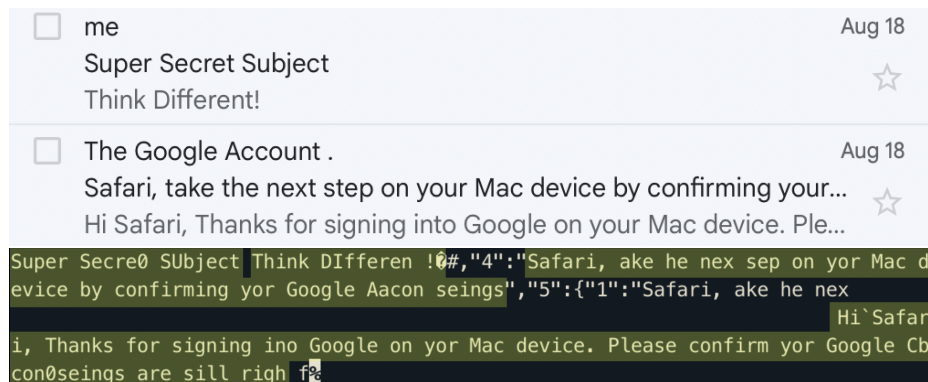 me
Aug 18
Super Secret Subject
Think Different!
The Google Account .
Aug 18
Safari, take the next step on your Mac device by confirming your...
Hi Safari, Thanks for signing into Google on your Mac device. Ple...
Super Secre0 SUbject Think DIfferen !�#,"4":"Safari, ake he nex sep on yor Mac d
evice by confirming yor Google Aacon seings","5":{"1":"Safari, ake he nex
Hi`Safar
i, Thanks for signing ino Google on yor Mac device. Please confirm yor Google Cb
con0seings are sill righ f%